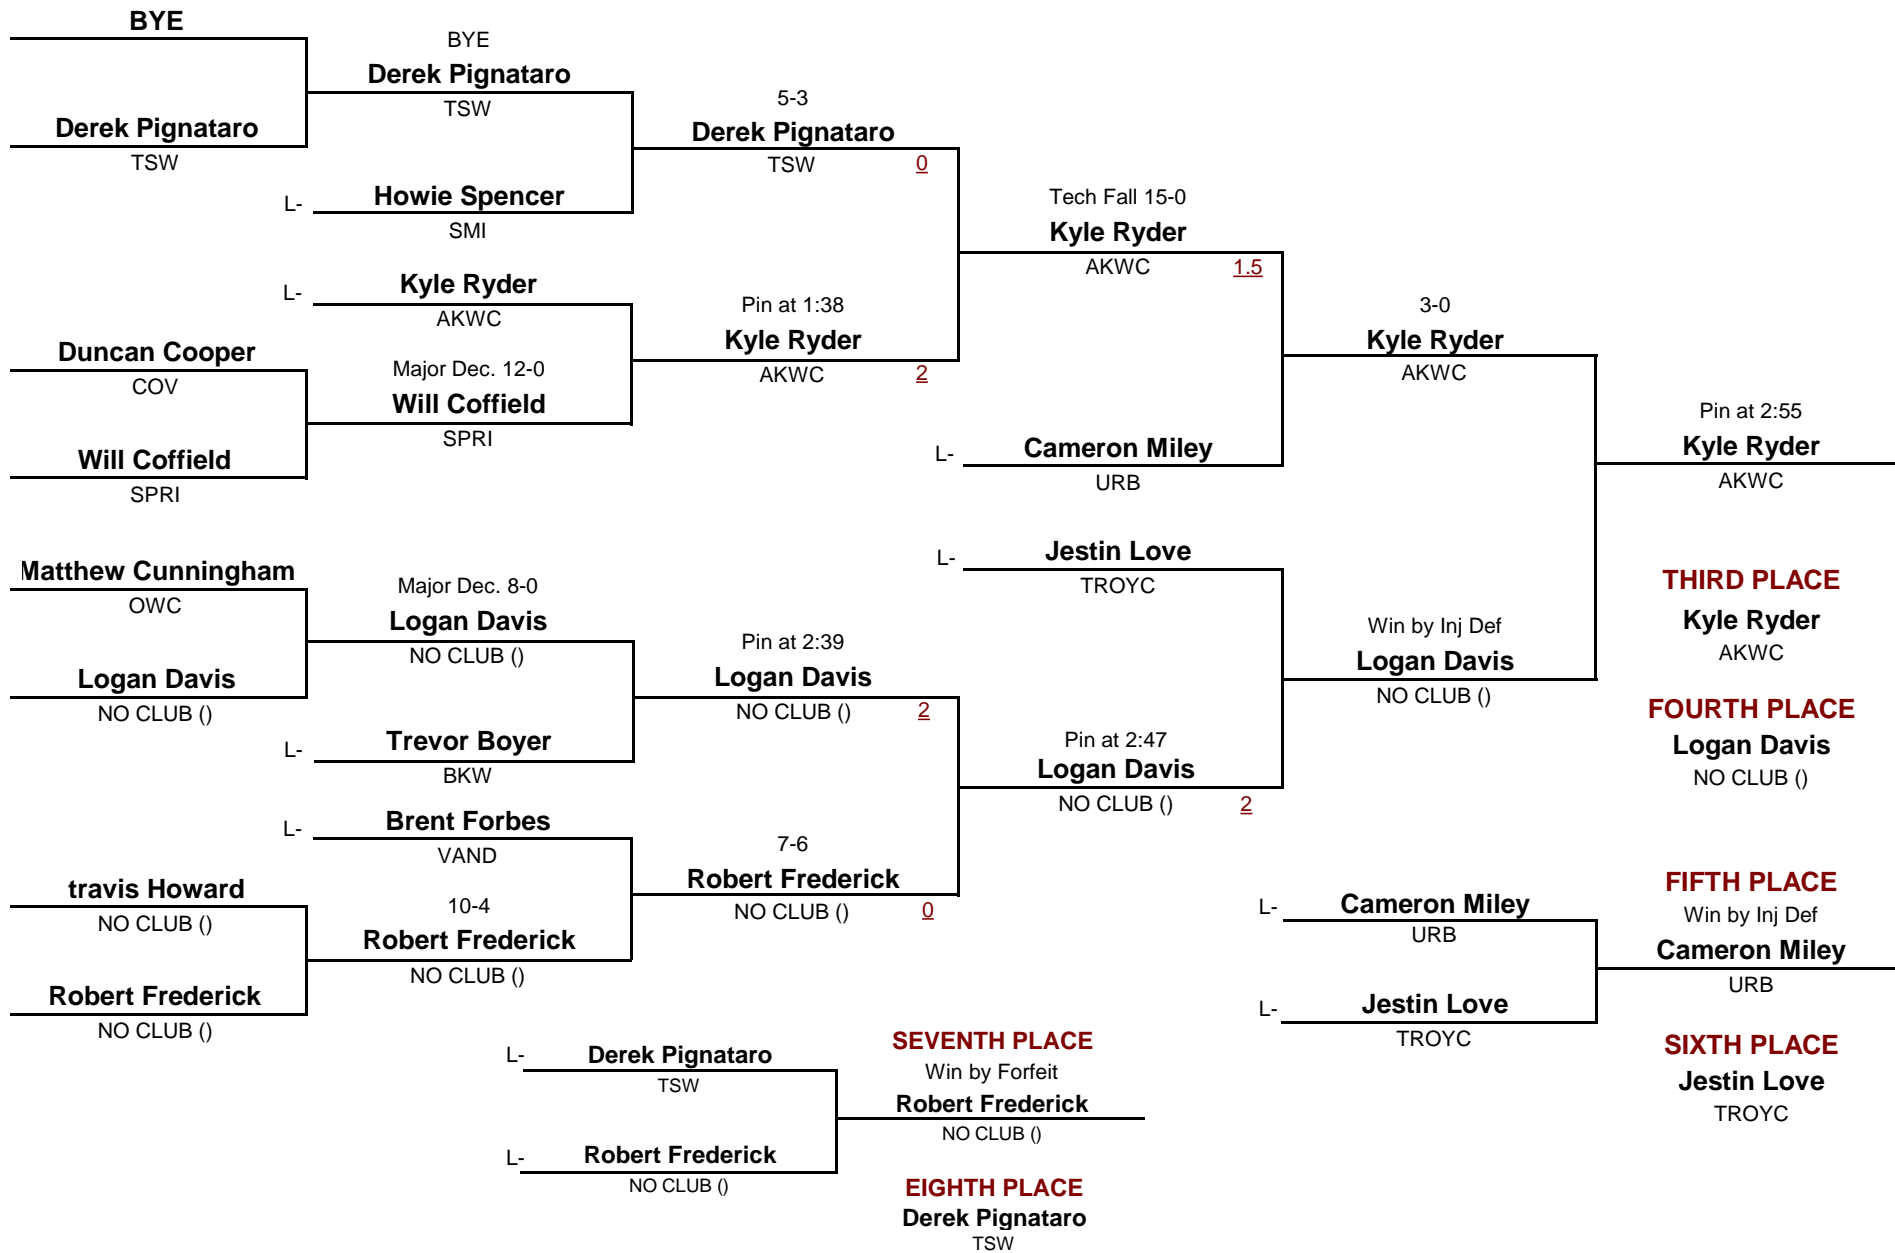 BYE
Derek Pignataro
TSW
BYE
Derek Pignataro
TSW
L-
Howie Spencer
SMI
5-3
Derek Pignataro
TSW
0
L-
Kyle Ryder
AKWC
Duncan Cooper
COV
Will Coffield
SPRI
Major Dec. 12-0
Will Coffield
SPRI
Pin at 1:38
Kyle Ryder
AKWC
2
Tech Fall 15-0
Kyle Ryder
AKWC
1.5
L-
Cameron Miley
URB
3-0
Kyle Ryder
AKWC
Pin at 2:55
Kyle Ryder
AKWC
Matthew Cunningham
OWC
Logan Davis
NO CLUB ()
Major Dec. 8-0
Logan Davis
NO CLUB ()
L-
Trevor Boyer
BKW
Pin at 2:39
Logan Davis
NO CLUB ()
2
L-
Brent Forbes
VAND
travis Howard
NO CLUB ()
Robert Frederick
NO CLUB ()
10-4
Robert Frederick
NO CLUB ()
7-6
Robert Frederick
NO CLUB ()
0
L-
Jestin Love
TROYC
Pin at 2:47
Logan Davis
NO CLUB ()
2
Win by Inj Def
Logan Davis
NO CLUB ()
THIRD PLACE
Kyle Ryder
AKWC
FOURTH PLACE
Logan Davis
NO CLUB ()
L-
Cameron Miley
URB
L-
Jestin Love
TROYC
FIFTH PLACE
Win by Inj Def
Cameron Miley
URB
SIXTH PLACE
Jestin Love
TROYC
L-
Derek Pignataro
TSW
L-
Robert Frederick
NO CLUB ()
SEVENTH PLACE
Win by Forfeit
Robert Frederick
NO CLUB ()
EIGHTH PLACE
Derek Pignataro
TSW